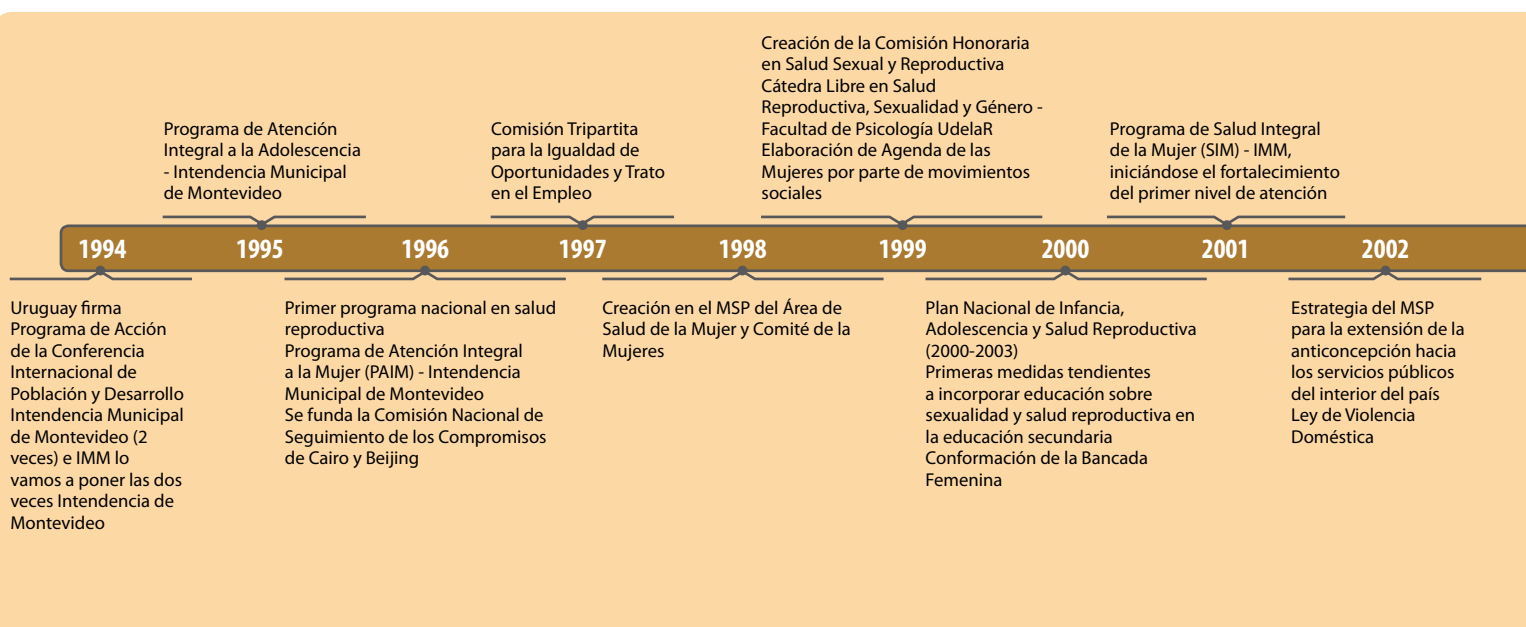 Creación de la Comisión Honoraria
en Salud Sexual y Reproductiva
Cátedra Libre en Salud
Reproductiva, Sexualidad y Género -
Facultad de Psicología UdelaR
Elaboración de Agenda de las
Mujeres por parte de movimientos
sociales
Programa de Atención
Integral a la Adolescencia
- Intendencia Municipal
de Montevideo
Comisión Tripartita
para la Igualdad de
Oportunidades y Trato
en el Empleo
Programa de Salud Integral
de la Mujer (SIM) - IMM,
iniciándose el fortalecimiento
del primer nivel de atención
1994 1995 1996 1997 1998 1999 2000 2001 2002
Uruguay firma
Programa de Acción
de la Conferencia
Internacional de
Población y Desarrollo
Intendencia Municipal
de Montevideo (2
veces) e IMM lo
vamos a poner las dos
veces Intendencia de
Montevideo
Primer programa nacional en salud
reproductiva
Programa de Atención Integral
a la Mujer (PAIM) - Intendencia
Municipal de Montevideo
Se funda la Comisión Nacional de
Seguimiento de los Compromisos
de Cairo y Beijing
Creación en el MSP del Área de
Salud de la Mujer y Comité de la
Mujeres
Plan Nacional de Infancia,
Adolescencia y Salud Reproductiva
(2000-2003)
Primeras medidas tendientes
a incorporar educación sobre
sexualidad y salud reproductiva en
la educación secundaria
Conformación de la Bancada
Femenina
Estrategia del MSP
para la extensión de la
anticoncepción hacia
los servicios públicos
del interior del país
Ley de Violencia
Doméstica